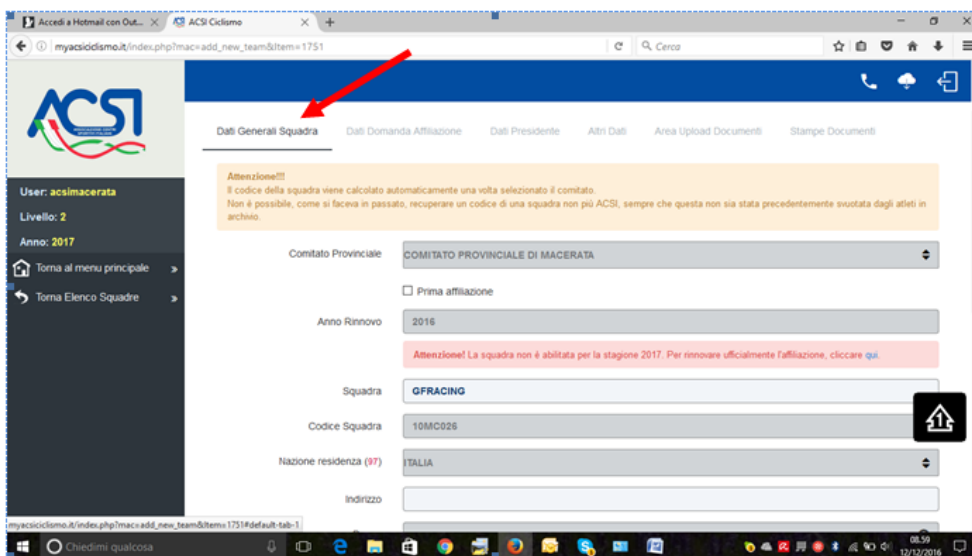 Accedi a Hotmail con Out...
ACSI Ciclismo
myacsiciclismo.it/index.php?mac=add_new_team&Item=1751
Cerca
ACSI
Dati Generali Squadra
Dati Domanda Affiliazione
Dati Presidente
Altri Dati
Area Upload Documenti
Stampe Documenti
User: acsimacerata
Livello: 2
Anno: 2017
Torna al menu principale »
Torna Elenco Squadre »
Attenzione!!!
Il codice della squadra viene calcolato automaticamente una volta selezionato il comitato.
Non è possibile, come si faceva in passato, recuperare un codice di una squadra non più ACSI, sempre che questa non sia stata precedentemente svuotata dagli atleti in
archivio.
Comitato Provinciale
COMITATO PROVINCIALE DI MACERATA
Prima affiliazione
Anno Rinnovo
2016
Attenzione! La squadra non è abilitata per la stagione 2017. Per rinnovare ufficialmente l'affiliazione, cliccare qui.
Squadra
GFRACING
Codice Squadra
10MC026
1
Nazione residenza (97)
ITALIA
Indirizzo
myacsiciclismo.it/index.php?mac=add_new_team&Item=1751#default-tab-1
Chiedimi qualcosa
08.59
12/12/2016